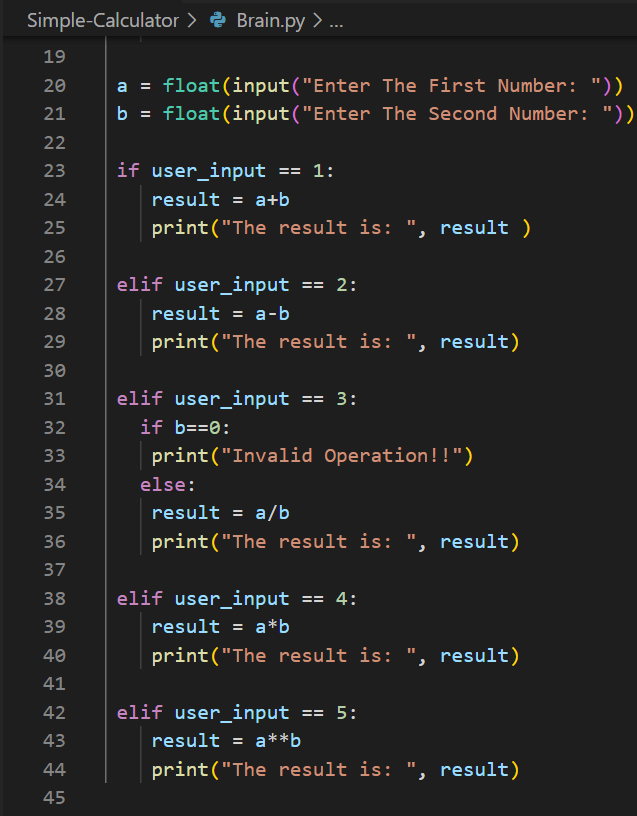 Simple-Calculator > Brain.py > ...
19
20 a = float(input("Enter The First Number: "))
21 b = float(input("Enter The Second Number: "))
22
23 if user_input == 1:
24 result = a+b
25 print("The result is: ", result )
26
27 elif user_input == 2:
28 result = a-b
29 print("The result is: ", result)
30
31 elif user_input == 3:
32 if b==0:
33 print("Invalid Operation!!")
34 else:
35 result = a/b
36 print("The result is: ", result)
37
38 elif user_input == 4:
39 result = a*b
40 print("The result is: ", result)
41
42 elif user_input == 5:
43 result = a**b
44 print("The result is: ", result)
45